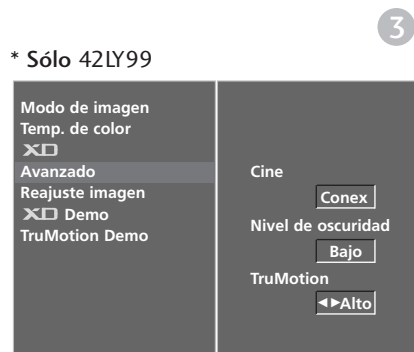 3
* Sólo 42LY99
Modo de imagen
Temp. de color
XD
Avanzado
Reajuste imagen
XD Demo
TruMotion Demo
Cine
Conex
Nivel de oscuridad
Bajo
TruMotion
◄►Alto